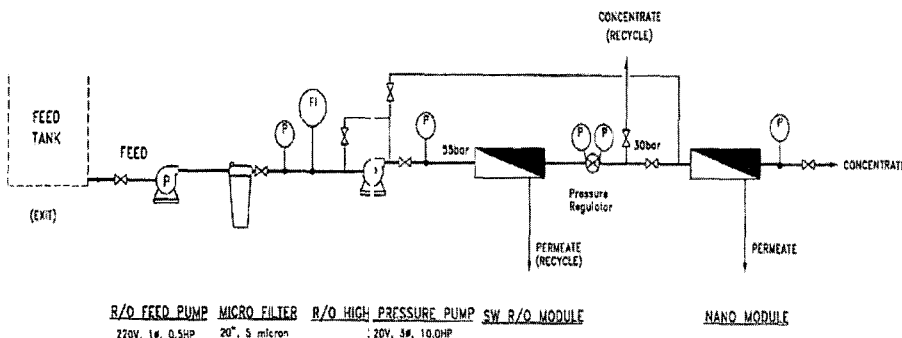 CONCENTRATE
(RECYCLE)
FEED
TANK
FEED
(EXIT)
P
P
FI
P
55bar
P
P
30bar
P
CONCENTRATE
Pressure
Regulator
PERMEATE
(RECYCLE)
PERMEATE
R/O FEED PUMP
220V, 1ø, 0.5HP
MICRO FILTER
20", 5 micron
R/O HIGH PRESSURE PUMP
20V, 3ø, 10.0HP
SW R/O MODULE
NANO MODULE